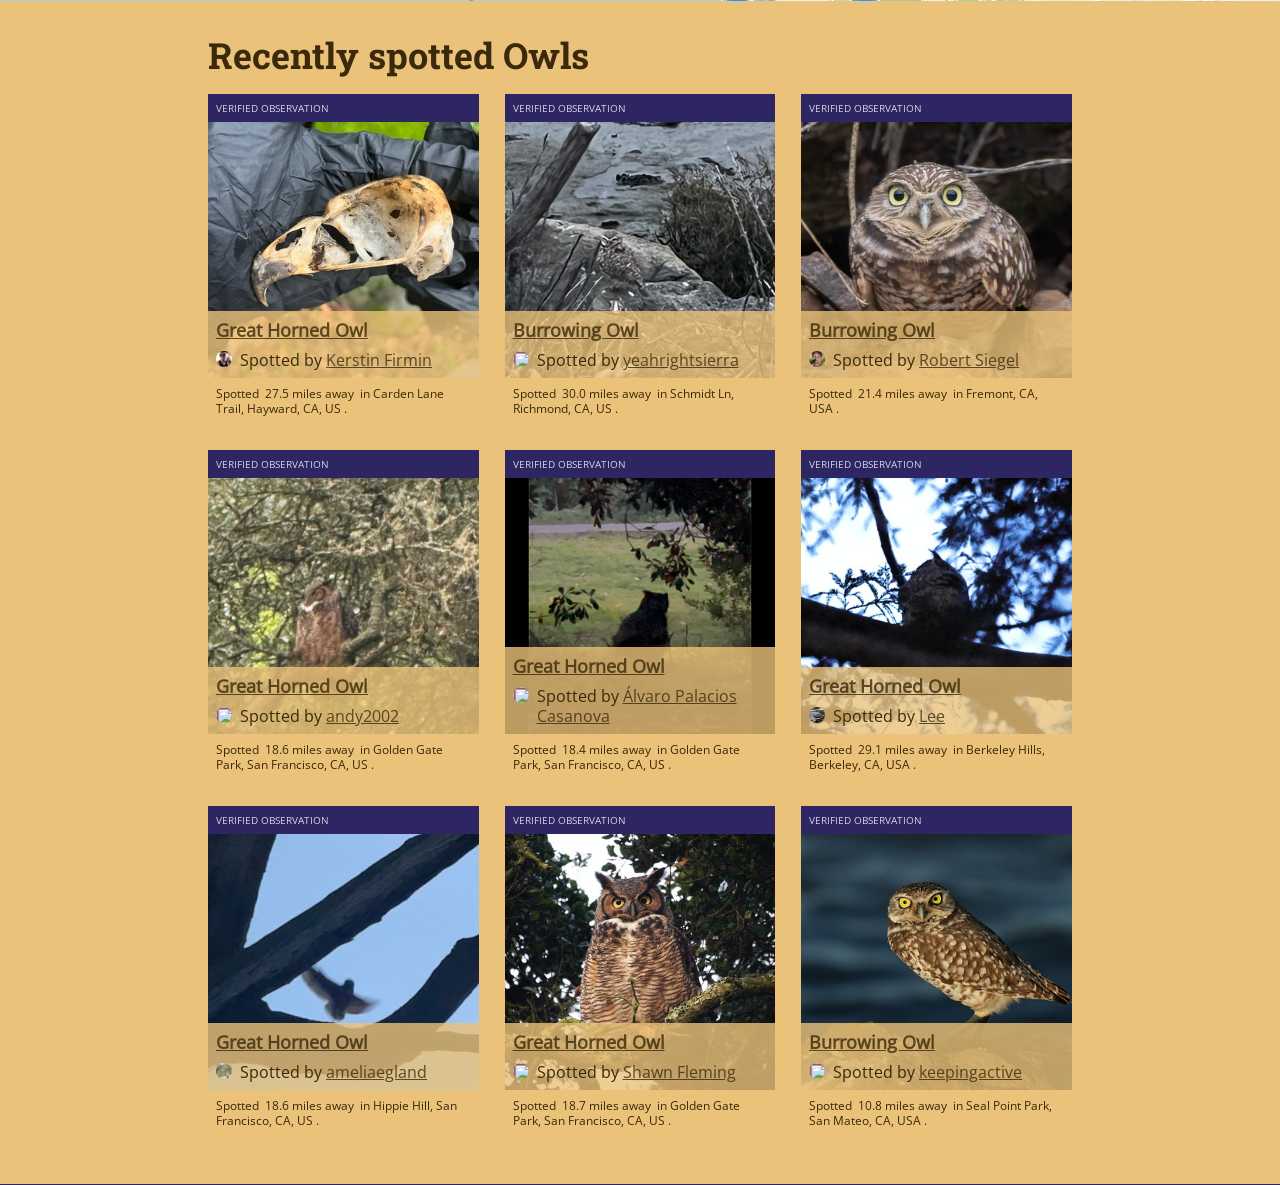 Recently spotted Owls
VERIFIED OBSERVATION
Great Horned Owl
Spotted by Kerstin Firmin
Spotted 27.5 miles away in Carden Lane
Trail, Hayward, CA, US .
VERIFIED OBSERVATION
Burrowing Owl
Spotted by yeahrightsierra
Spotted 30.0 miles away in Schmidt Ln,
Richmond, CA, US .
VERIFIED OBSERVATION
Burrowing Owl
Spotted by Robert Siegel
Spotted 21.4 miles away in Fremont, CA,
USA .
VERIFIED OBSERVATION
Great Horned Owl
Spotted by andy2002
Spotted 18.6 miles away in Golden Gate
Park, San Francisco, CA, US .
VERIFIED OBSERVATION
Great Horned Owl
Spotted by Álvaro Palacios
Casanova
Spotted 18.4 miles away in Golden Gate
Park, San Francisco, CA, US .
VERIFIED OBSERVATION
Great Horned Owl
Spotted by Lee
Spotted 29.1 miles away in Berkeley Hills,
Berkeley, CA, USA .
VERIFIED OBSERVATION
Great Horned Owl
Spotted by ameliaegland
Spotted 18.6 miles away in Hippie Hill, San
Francisco, CA, US .
VERIFIED OBSERVATION
Great Horned Owl
Spotted by Shawn Fleming
Spotted 18.7 miles away in Golden Gate
Park, San Francisco, CA, US .
VERIFIED OBSERVATION
Burrowing Owl
Spotted by keepingactive
Spotted 10.8 miles away in Seal Point Park,
San Mateo, CA, USA .